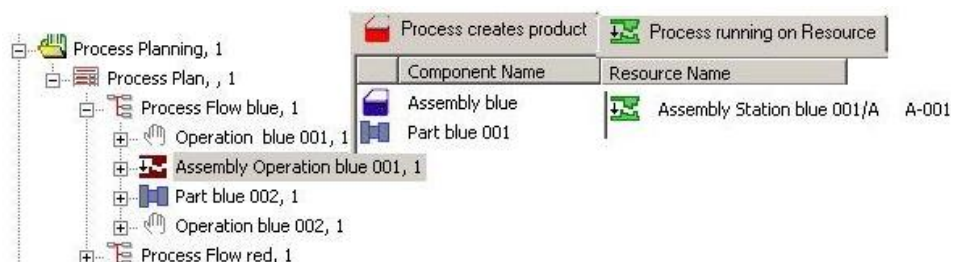 Process creates product
Process running on Resource
Process Planning, 1
Component Name
Resource Name
Process Plan, , 1
Process Flow blue, 1
Assembly blue
Assembly Station blue 001/A A-001
Operation blue 001, 1
Part blue 001
Assembly Operation blue 001, 1
Part blue 002, 1
Operation blue 002, 1
Process Flow red, 1